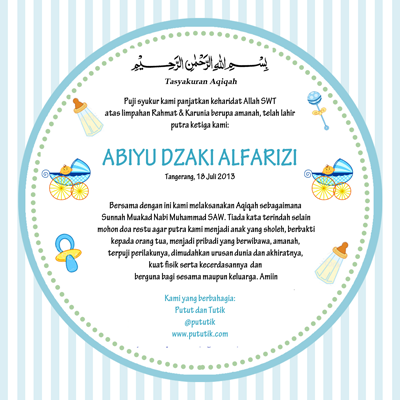 بِسْمِ اللهِ الرَّحْمٰنِ الرَّحِيْمِ
Tasyakuran Aqiqah
Puji syukur kami panjatkan keharidat Allah SWT
atas limpahan Rahmat & Karunia berupa amanah, telah lahir
putra ketiga kami:
ABIYU DZAKI ALFARIZI
Tangerang, 18 Juli 2013
Bersama dengan ini kami melaksanakan Aqiqah sebagaimana
Sunnah Muakad Nabi Muhammad SAW. Tiada kata terindah selain
mohon doa restu agar putra kami menjadi anak yang sholeh, berbakti
kepada orang tua, menjadi pribadi yang berwibawa, amanah,
terpuji perilakunya, dimudahkan urusan dunia dan akhiratnya,
kuat fisik serta kecerdasannya dan
berguna bagi sesama maupun keluarga. Amiin
Kami yang berbahagia:
Putut dan Tutik
@pututik
www.pututik.com